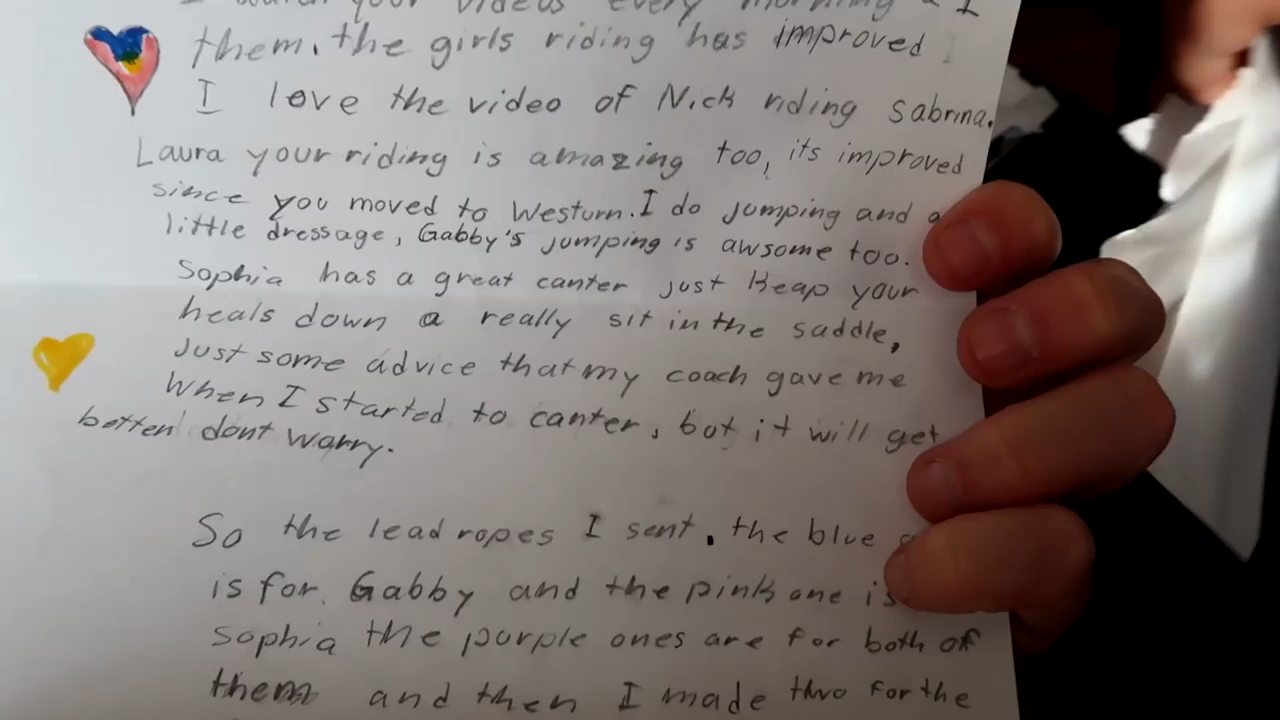 I watch your videos every morning I
them. the girls riding has improved
I love the video of Nick riding sabrina.
Laura your riding is amazing too, its improved
since you moved to Westurn. I do jumping and a
little dressage, Gabby's jumping is awsome too.
Sophia has a great canter just keap your
heals down a really sit in the saddle,
Just some advice that my coach gave me
When I started to canter, but it will get
better dont warry.
So the lead ropes I sent. the blue
is for Gabby and the pink one is
Sophia the purple ones are for both of
them and then I made two for the